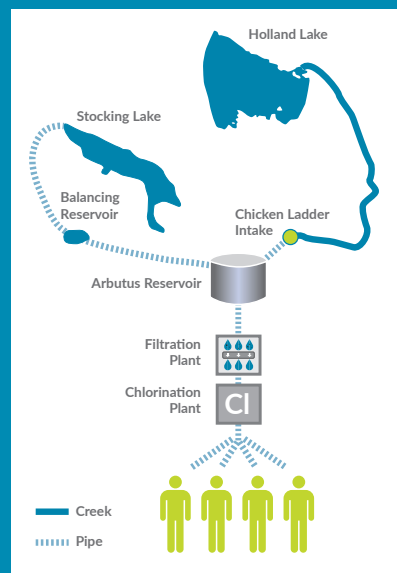 Holland Lake
Stocking Lake
Balancing
Reservoir
Chicken Ladder
Intake
Arbutus Reservoir
Filtration
Plant
Chlorination
Plant
Cl
Creek
Pipe